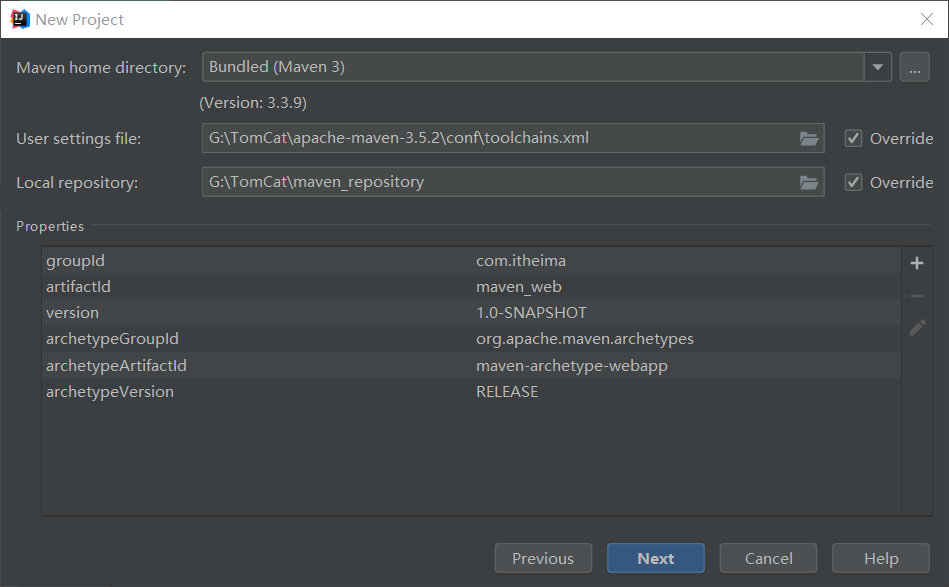 New Project
Maven home directory: Bundled (Maven 3) ...
(Version: 3.3.9)
User settings file: G:\TomCat\apache-maven-3.5.2\conf\toolchains.xml Override
Local repository: G:\TomCat\maven_repository Override
Properties
groupId com.itheima
artifactId maven_web
version 1.0-SNAPSHOT
archetypeGroupId org.apache.maven.archetypes
archetypeArtifactId maven-archetype-webapp
archetypeVersion RELEASE
Previous Next Cancel Help